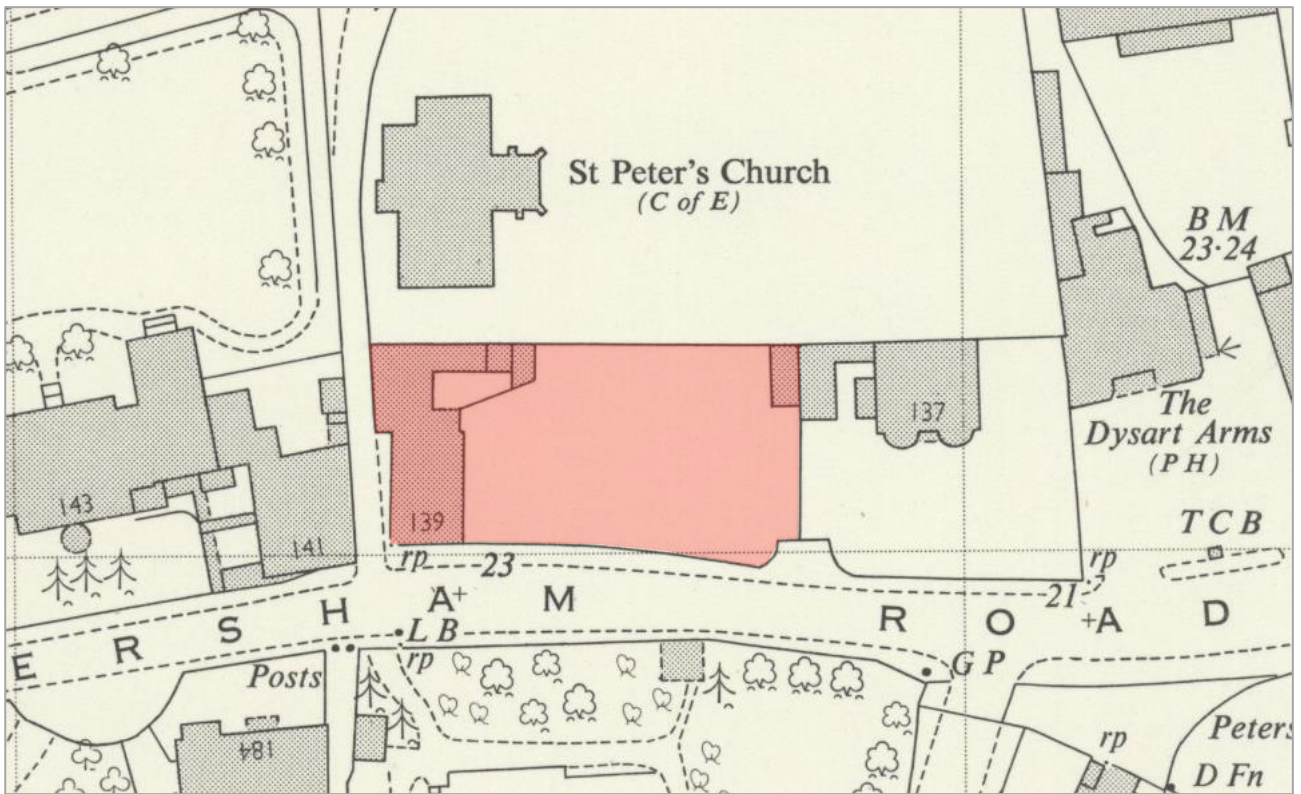 St Peter's Church
(C of E)
B M
23·24
137
The
Dysart Arms
(P H)
143
139
141
T C B
rp
rp
23
21
E R S H A M R O A D
L B
rp
G P
Posts
184
rp
Peters
D Fn